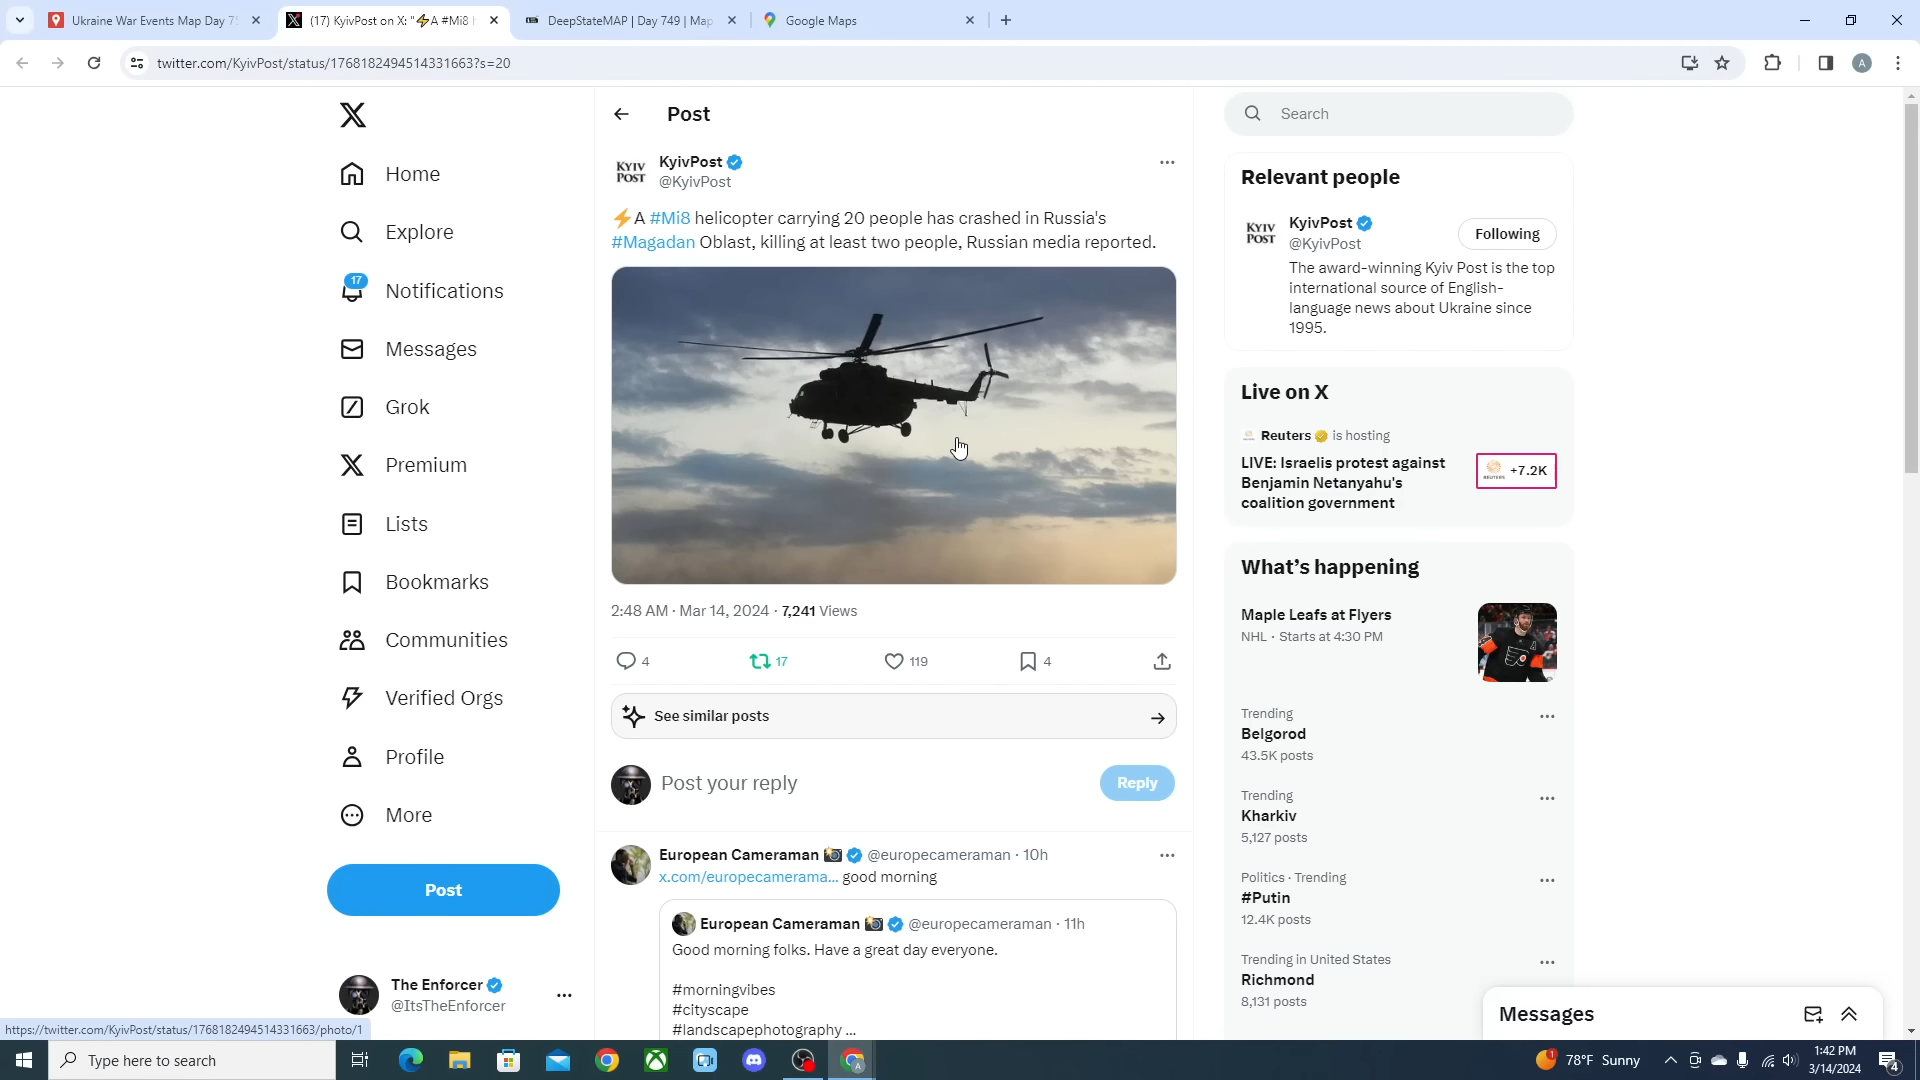 Ukraine War Events Map Day 7
(17) KyivPost on X: "⚡A #Mi8 H
DeepStateMAP | Day 749 | Map
Google Maps
twitter.com/KyivPost/status/1768182494514331663?s=20
A
Home
Explore
17
Notifications
Messages
Grok
Premium
Lists
Bookmarks
Communities
Verified Orgs
Profile
More
Post
The Enforcer
@ItsTheEnforcer
https://twitter.com/KyivPost/status/1768182494514331663/photo/1
Post
KYIV
POST
KyivPost
@KyivPost
⚡A #Mi8 helicopter carrying 20 people has crashed in Russia's
#Magadan Oblast, killing at least two people, Russian media reported.
2:48 AM · Mar 14, 2024 · 7,241 Views
4
17
119
4
See similar posts
Post your reply
Reply
European Cameraman 📸 @europecameraman · 10h
x.com/europecamerama... good morning
European Cameraman 📸 @europecameraman · 11h
Good morning folks. Have a great day everyone.
#morningvibes
#cityscape
#landscapephotography ...
Search
Relevant people
KYIV
POST
KyivPost
@KyivPost
Following
The award-winning Kyiv Post is the top
international source of English-
language news about Ukraine since
1995.
Live on X
Reuters is hosting
LIVE: Israelis protest against
Benjamin Netanyahu's
coalition government
REUTERS
+7.2K
What's happening
Maple Leafs at Flyers
NHL · Starts at 4:30 PM
Trending
Belgorod
43.5K posts
Trending
Kharkiv
5,127 posts
Politics · Trending
#Putin
12.4K posts
Trending in United States
Richmond
8,131 posts
Messages
Type here to search
A
1
78°F Sunny
1:42 PM
3/14/2024
4